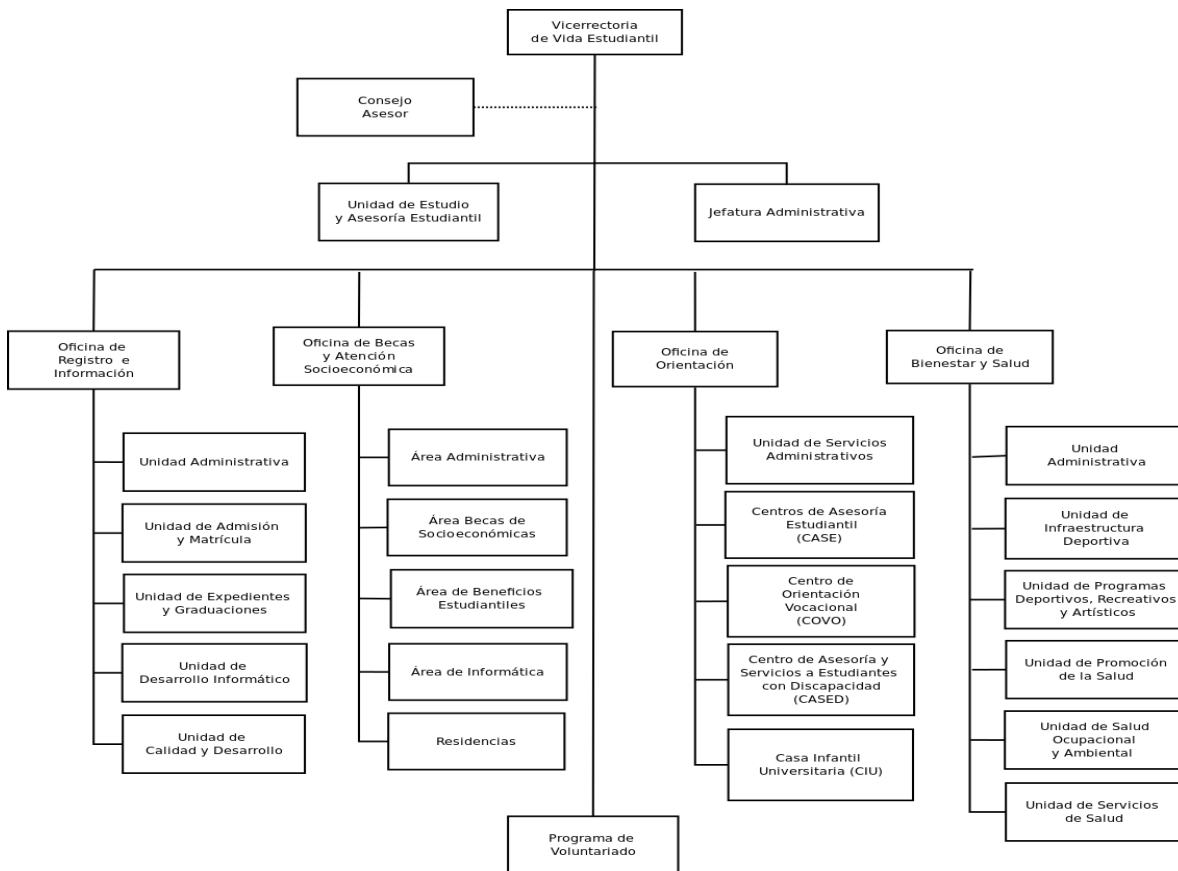 Vicerrectoria
de Vida Estudiantil
Consejo
Asesor
Unidad de Estudio
y Asesoría Estudiantil
Jefatura Administrativa
Oficina de
Registro e
Información
Oficina de Becas
y Atención
Socioeconómica
Oficina de
Orientación
Oficina de
Bienestar y Salud
Unidad Administrativa
Unidad de Admisión
y Matrícula
Unidad de Expedientes
y Graduaciones
Unidad de
Desarrollo Informático
Unidad de
Calidad y Desarrollo
Área Administrativa
Área Becas de
Socioeconómicas
Área de Beneficios
Estudiantiles
Área de Informática
Residencias
Unidad de Servicios
Administrativos
Centros de Asesoría
Estudiantil
(CASE)
Centro de
Orientación
Vocacional
(COVO)
Centro de Asesoría y
Servicios a Estudiantes
con Discapacidad
(CASED)
Casa Infantil
Universitaria (CIU)
Unidad
Administrativa
Unidad de
Infraestructura
Deportiva
Unidad de Programas
Deportivos, Recreativos
y Artísticos
Unidad de Promoción
de la Salud
Unidad de Salud
Ocupacional
y Ambiental
Unidad de Servicios
de Salud
Programa de
Voluntariado